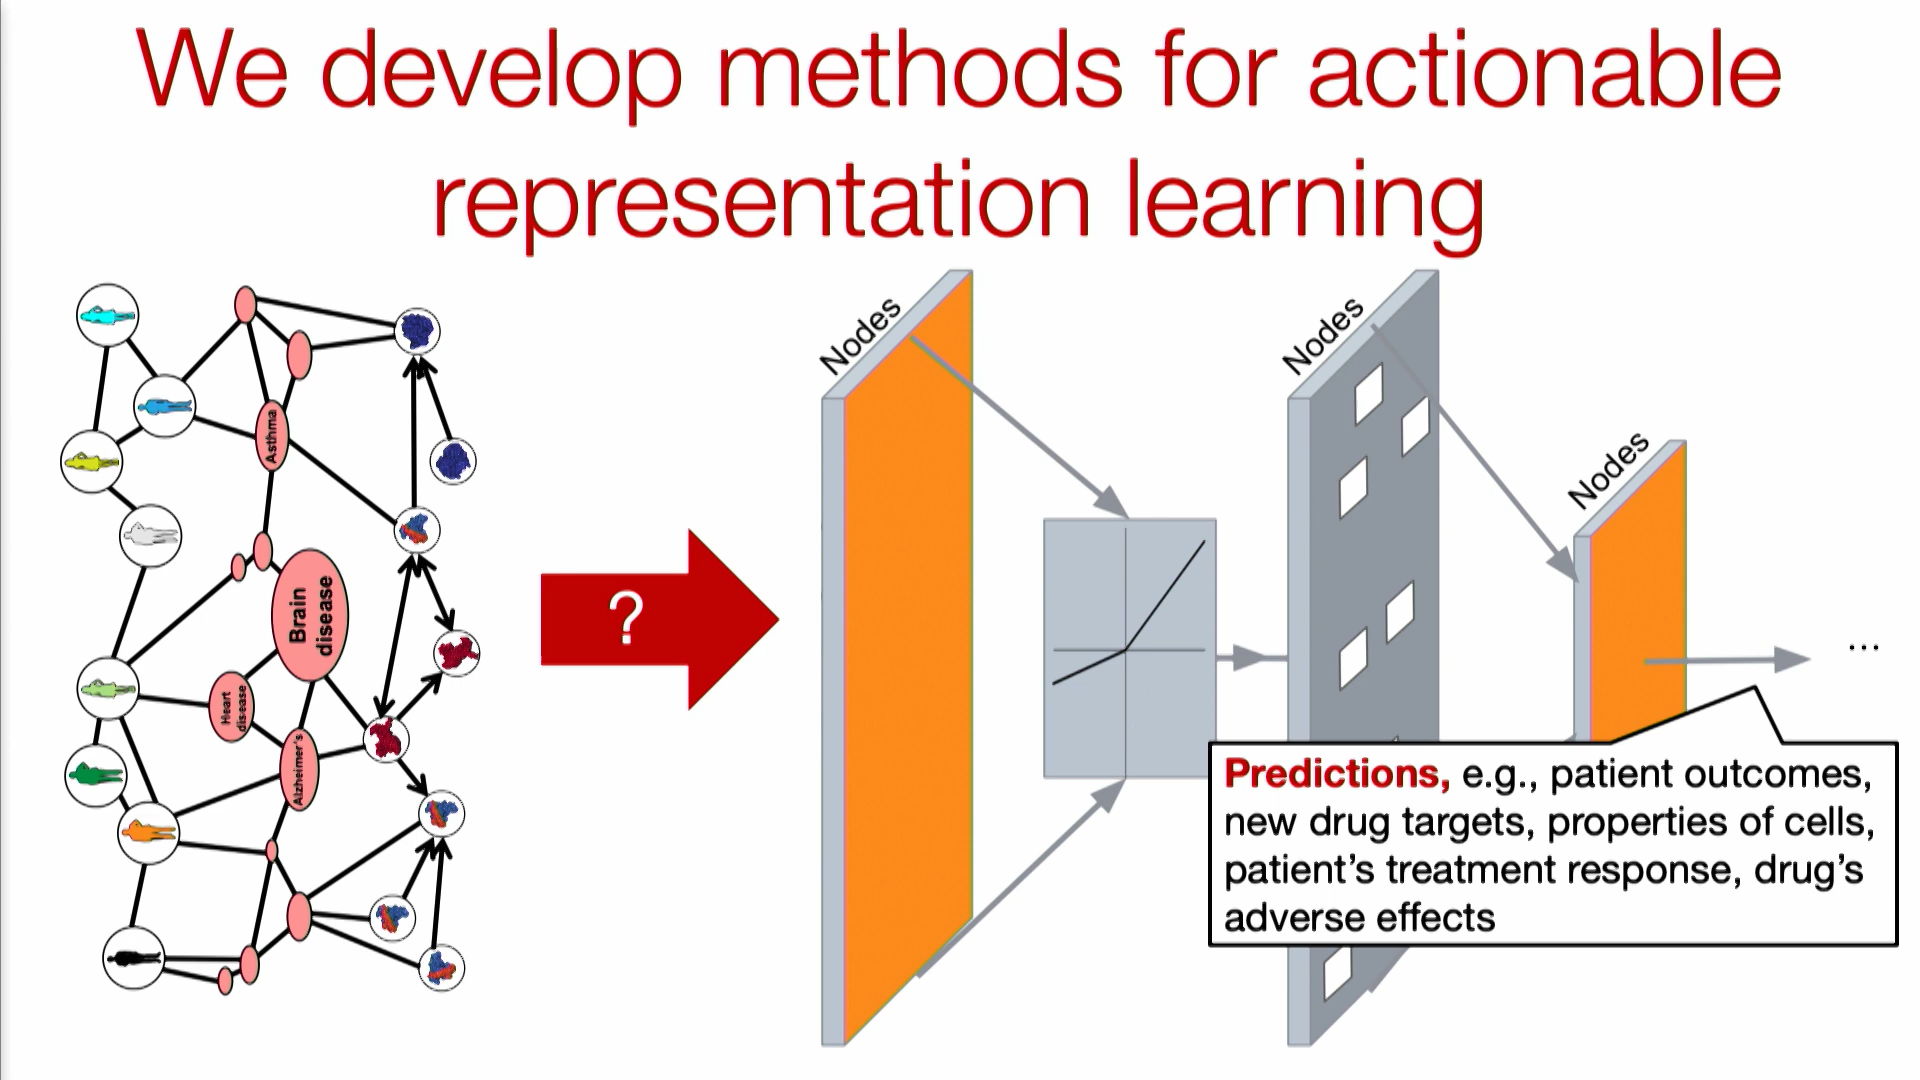 We develop methods for actionable
representation learning
Nodes
Nodes
Nodes
Asthma
Brain
disease
Heart
disease
Alzheimer's
?
...
Predictions, e.g., patient outcomes,
new drug targets, properties of cells,
patient’s treatment response, drug’s
adverse effects